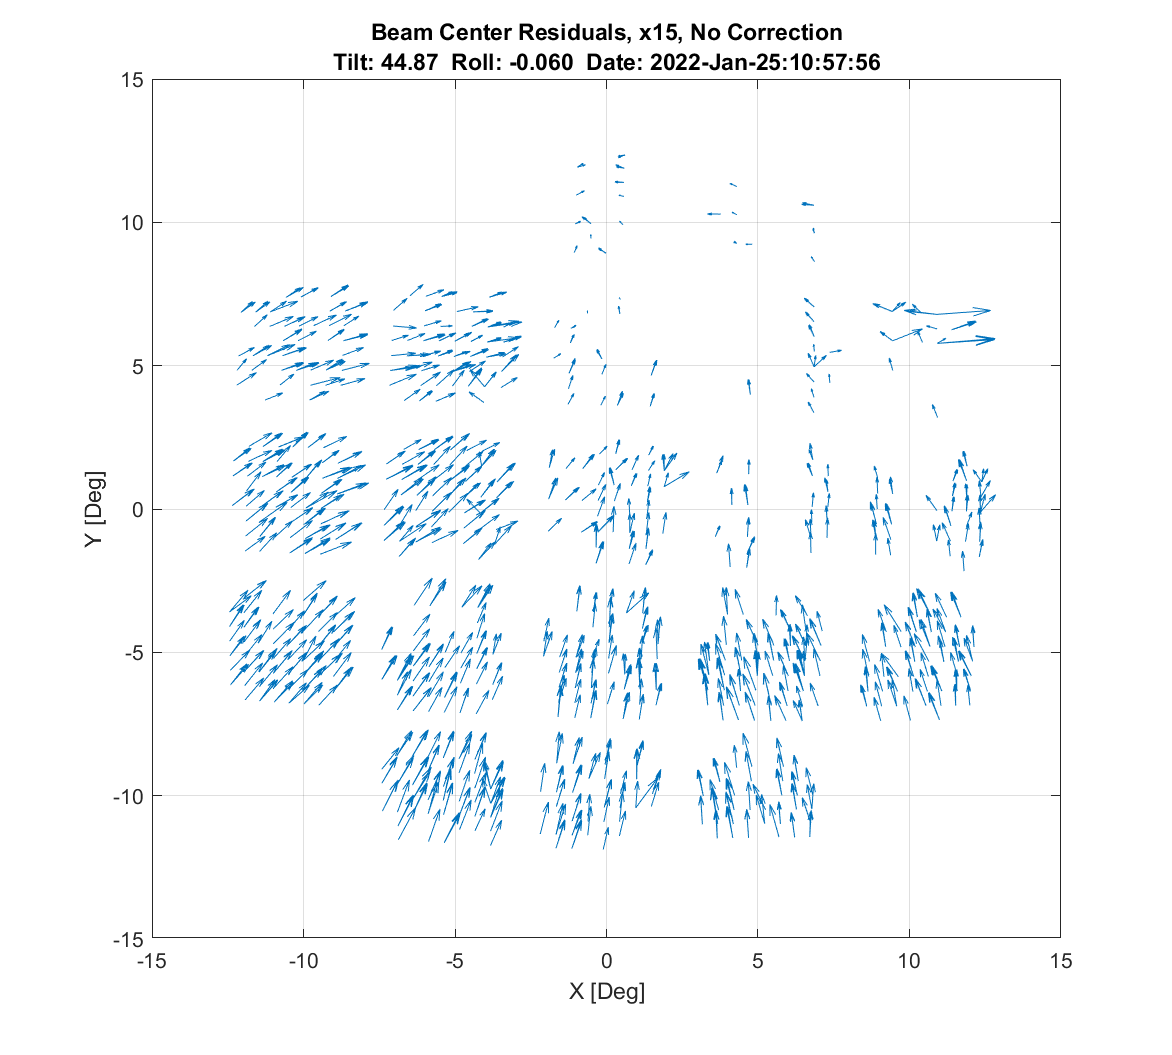 Beam Center Residuals, x15, No Correction
Tilt: 44.87  Roll: -0.060  Date: 2022-Jan-25:10:57:56
15
10
5
0
-5
-10
-15
Y [Deg]
-15 -10 -5 0 5 10 15
X [Deg]